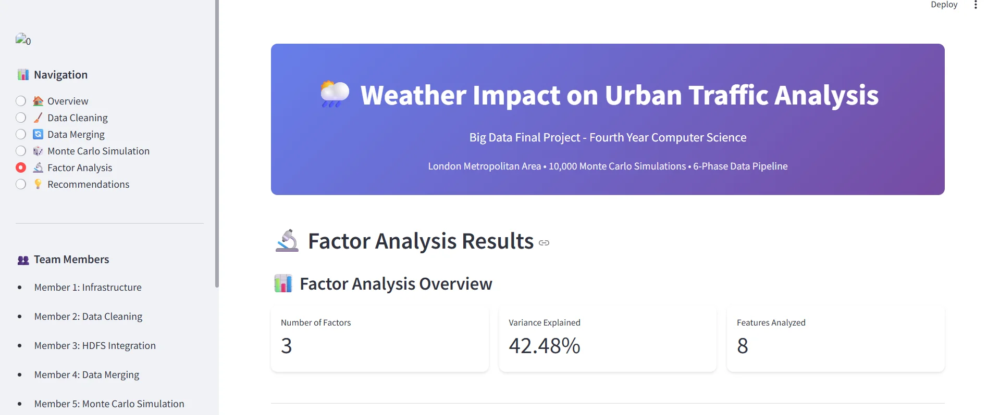 Deploy
0
Navigation
Overview
Data Cleaning
Data Merging
Monte Carlo Simulation
Factor Analysis
Recommendations
Team Members
Member 1: Infrastructure
Member 2: Data Cleaning
Member 3: HDFS Integration
Member 4: Data Merging
Member 5: Monte Carlo Simulation
Weather Impact on Urban Traffic Analysis
Big Data Final Project - Fourth Year Computer Science
London Metropolitan Area • 10,000 Monte Carlo Simulations • 6-Phase Data Pipeline
Factor Analysis Results
Factor Analysis Overview
Number of Factors
3
Variance Explained
42.48%
Features Analyzed
8